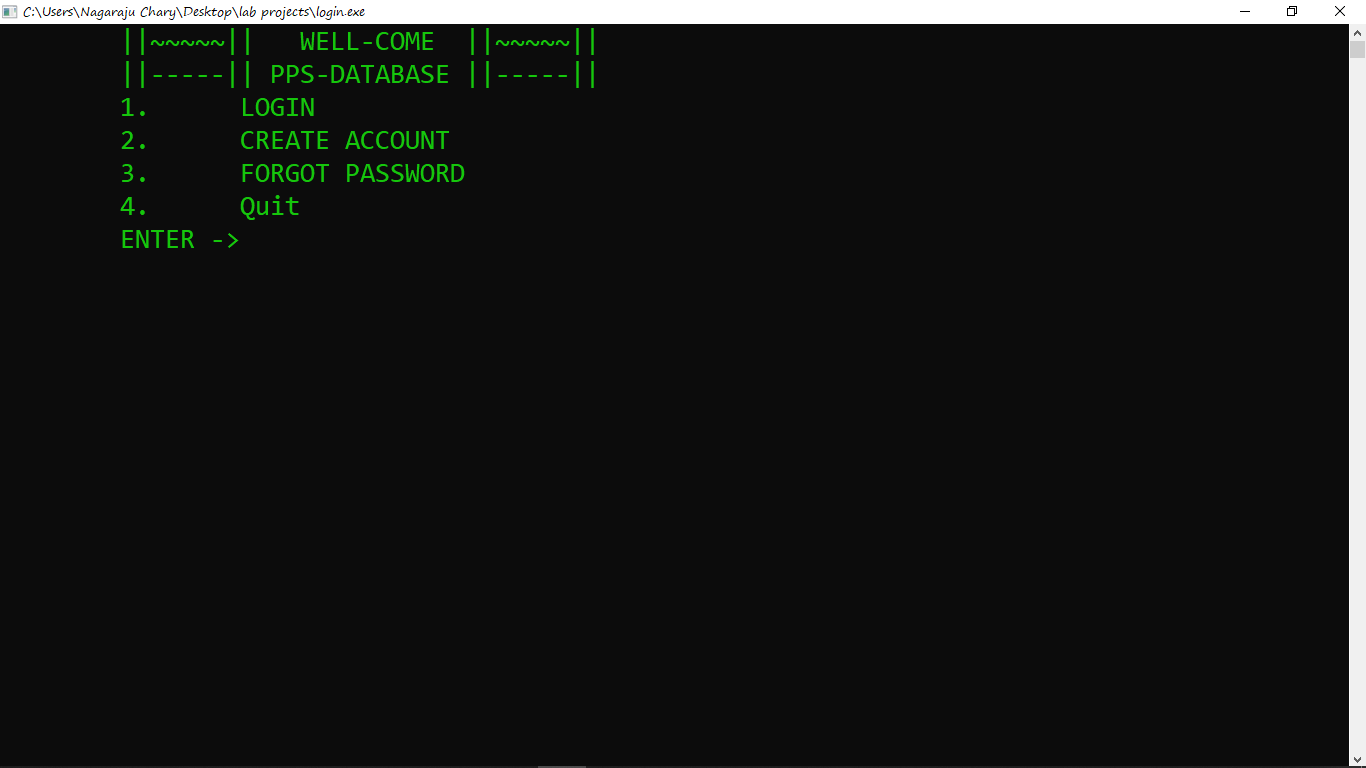 C:\Users\Nagaraju Chary\Desktop\lab projects\login.exe
||~~~~~||   WELL-COME  ||~~~~~||
||-----|| PPS-DATABASE ||-----||
1.      LOGIN
2.      CREATE ACCOUNT
3.      FORGOT PASSWORD
4.      Quit
ENTER ->